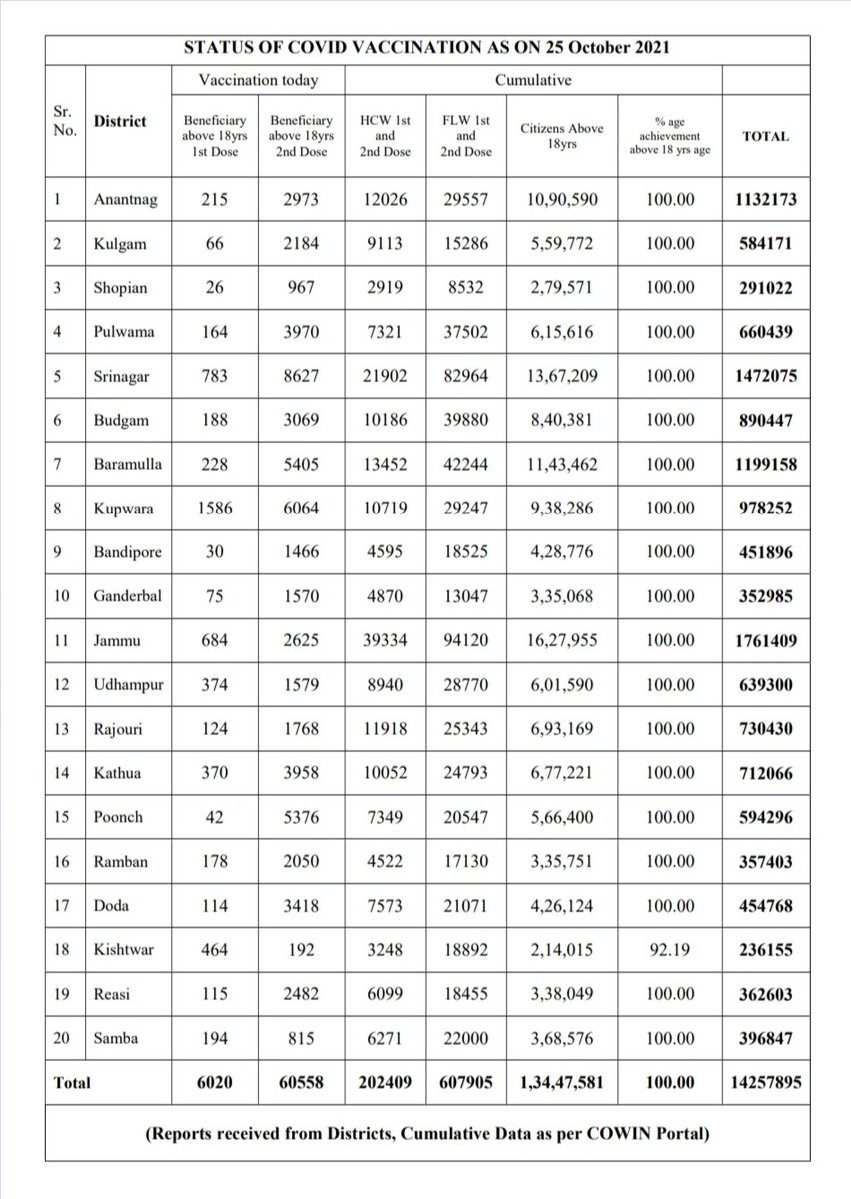 STATUS OF COVID VACCINATION AS ON 25 October 2021
Vaccination today Cumulative
Sr. No. District Beneficiary above 18yrs 1st Dose Beneficiary above 18yrs 2nd Dose HCW 1st and 2nd Dose FLW 1st and 2nd Dose Citizens Above 18yrs % age achievement above 18 yrs age TOTAL
1 Anantnag 215 2973 12026 29557 10,90,590 100.00 1132173
2 Kulgam 66 2184 9113 15286 5,59,772 100.00 584171
3 Shopian 26 967 2919 8532 2,79,571 100.00 291022
4 Pulwama 164 3970 7321 37502 6,15,616 100.00 660439
5 Srinagar 783 8627 21902 82964 13,67,209 100.00 1472075
6 Budgam 188 3069 10186 39880 8,40,381 100.00 890447
7 Baramulla 228 5405 13452 42244 11,43,462 100.00 1199158
8 Kupwara 1586 6064 10719 29247 9,38,286 100.00 978252
9 Bandipore 30 1466 4595 18525 4,28,776 100.00 451896
10 Ganderbal 75 1570 4870 13047 3,35,068 100.00 352985
11 Jammu 684 2625 39334 94120 16,27,955 100.00 1761409
12 Udhampur 374 1579 8940 28770 6,01,590 100.00 639300
13 Rajouri 124 1768 11918 25343 6,93,169 100.00 730430
14 Kathua 370 3958 10052 24793 6,77,221 100.00 712066
15 Poonch 42 5376 7349 20547 5,66,400 100.00 594296
16 Ramban 178 2050 4522 17130 3,35,751 100.00 357403
17 Doda 114 3418 7573 21071 4,26,124 100.00 454768
18 Kishtwar 464 192 3248 18892 2,14,015 92.19 236155
19 Reasi 115 2482 6099 18455 3,38,049 100.00 362603
20 Samba 194 815 6271 22000 3,68,576 100.00 396847
Total 6020 60558 202409 607905 1,34,47,581 100.00 14257895
(Reports received from Districts, Cumulative Data as per COWIN Portal)